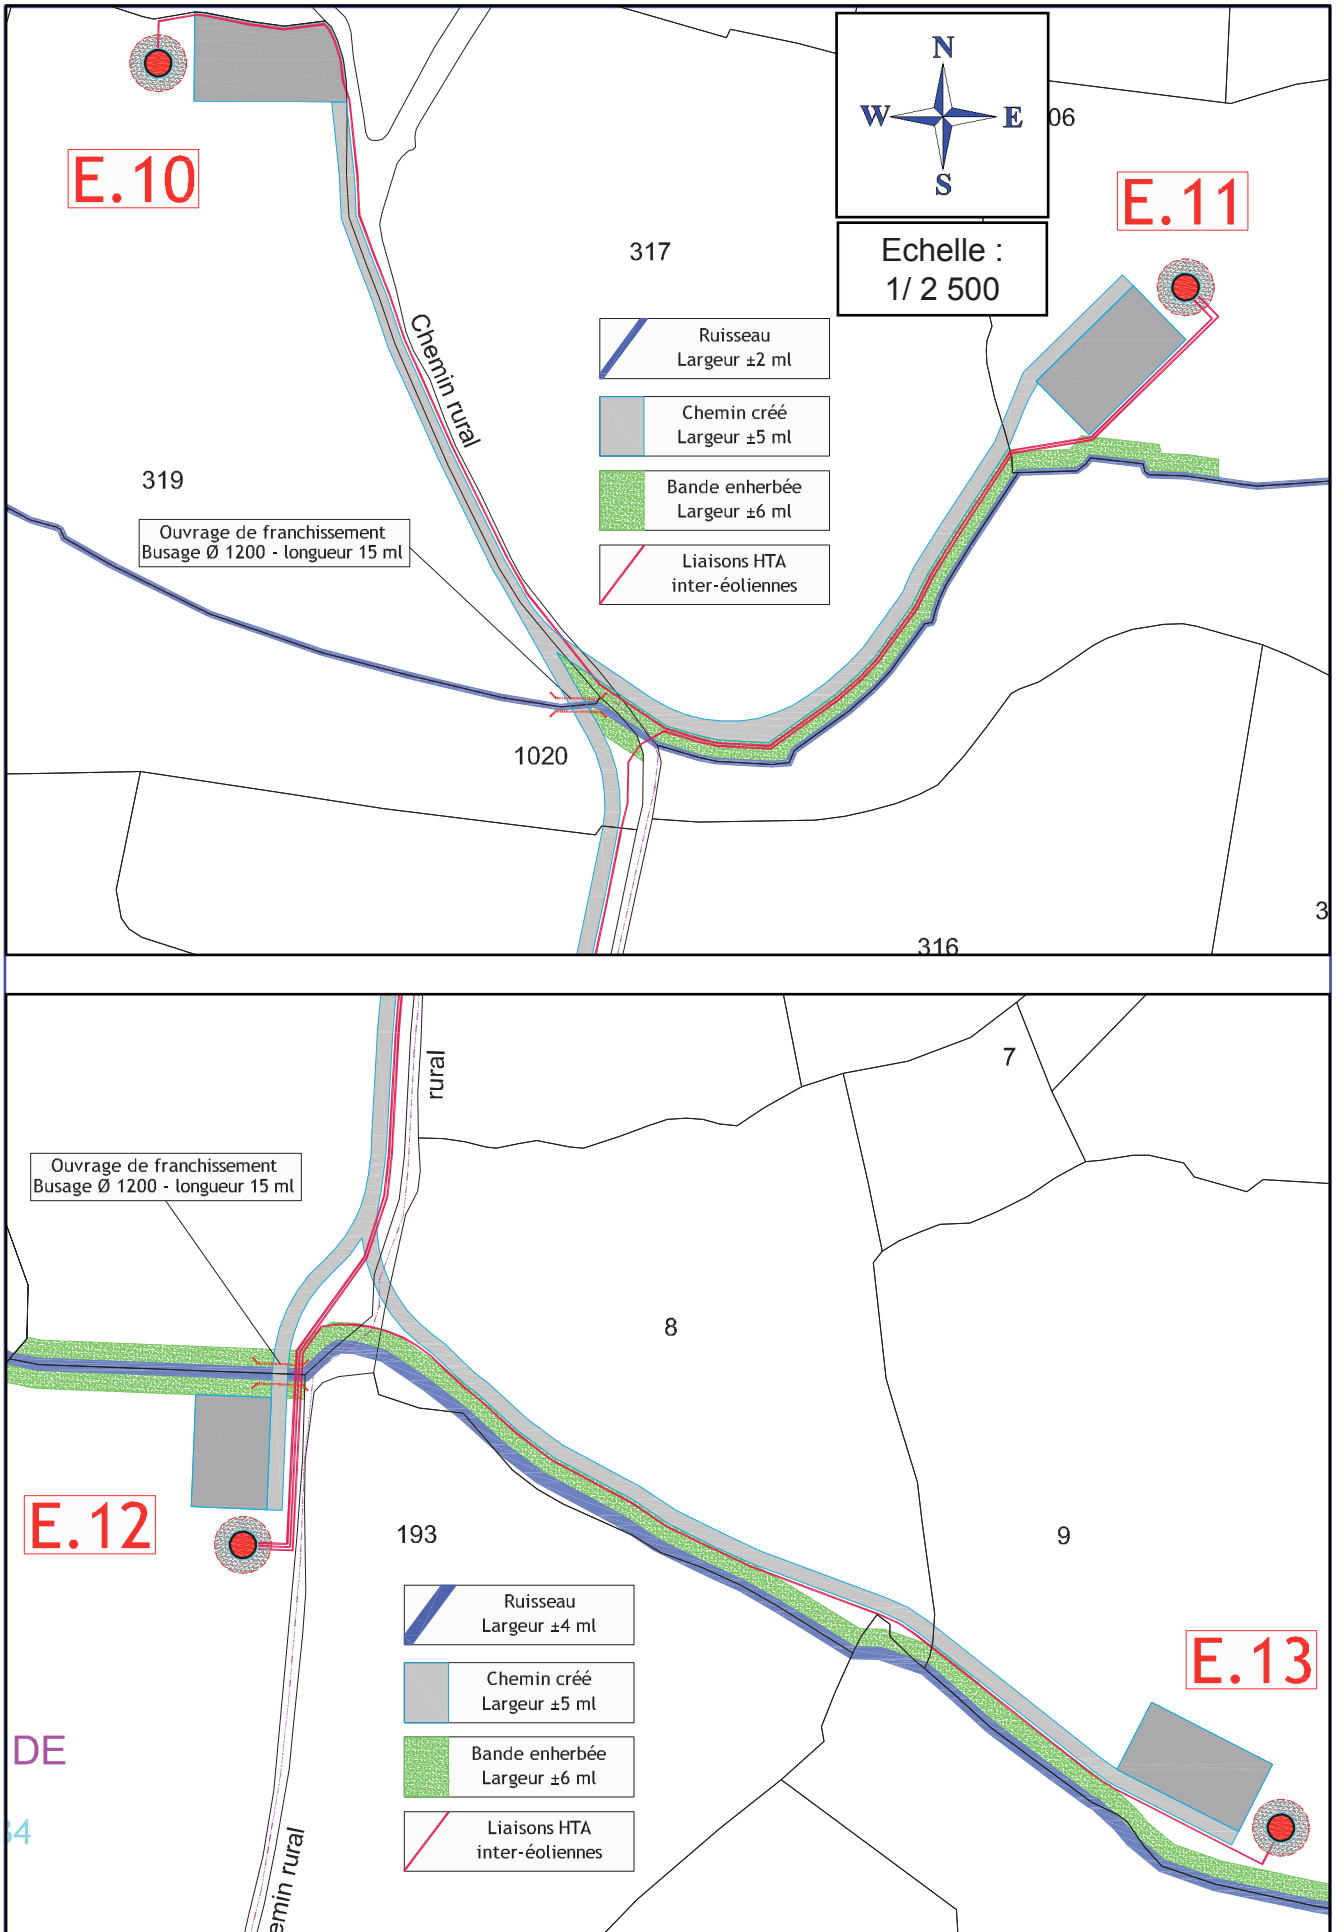 N
W
E
S
06
E.10
E.11
Echelle :
1/ 2 500
317
Chemin rural
Ruisseau
Largeur ±2 ml
Chemin créé
Largeur ±5 ml
Bande enherbée
Largeur ±6 ml
Liaisons HTA
inter-éoliennes
319
Ouvrage de franchissement
Busage Ø 1200 - longueur 15 ml
1020
3
316
rural
7
Ouvrage de franchissement
Busage Ø 1200 - longueur 15 ml
8
E.12
193
9
Ruisseau
Largeur ±4 ml
Chemin créé
Largeur ±5 ml
Bande enherbée
Largeur ±6 ml
Liaisons HTA
inter-éoliennes
E.13
DE
34
emin rural